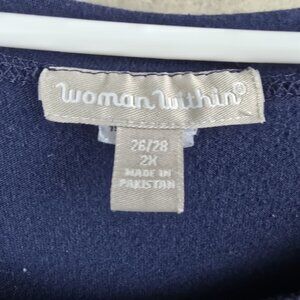 Woman Within®
26/28
2X
MADE IN
PAKISTAN